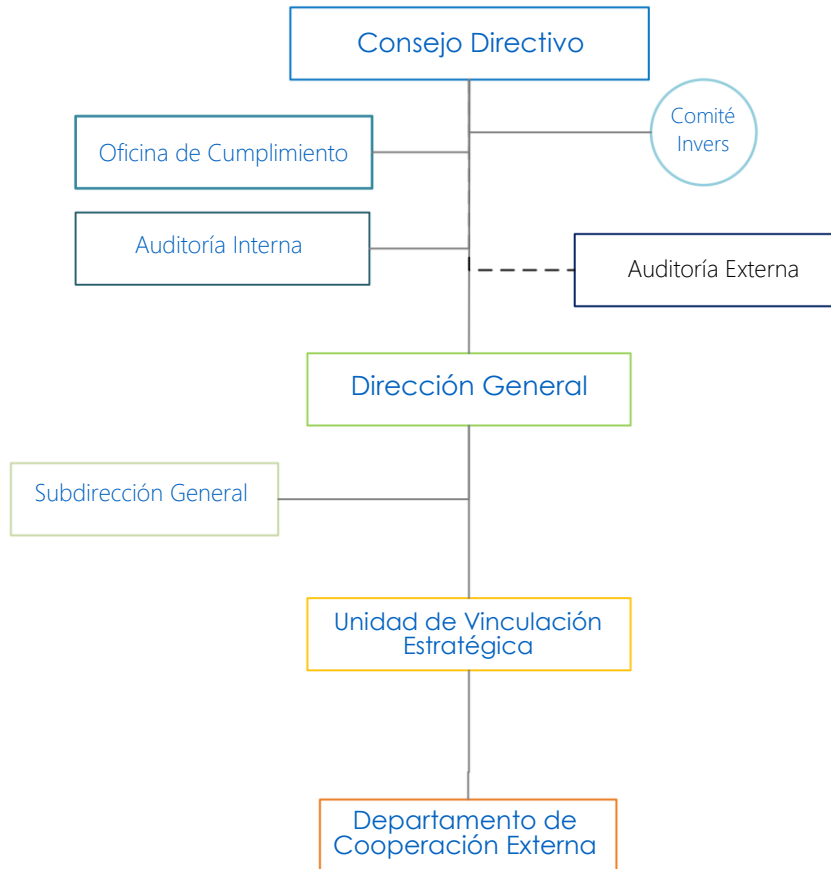 Consejo Directivo
Comité
Invers
Oficina de Cumplimiento
Auditoría Interna
Auditoría Externa
Dirección General
Subdirección General
Unidad de Vinculación
Estratégica
Departamento de
Cooperación Externa